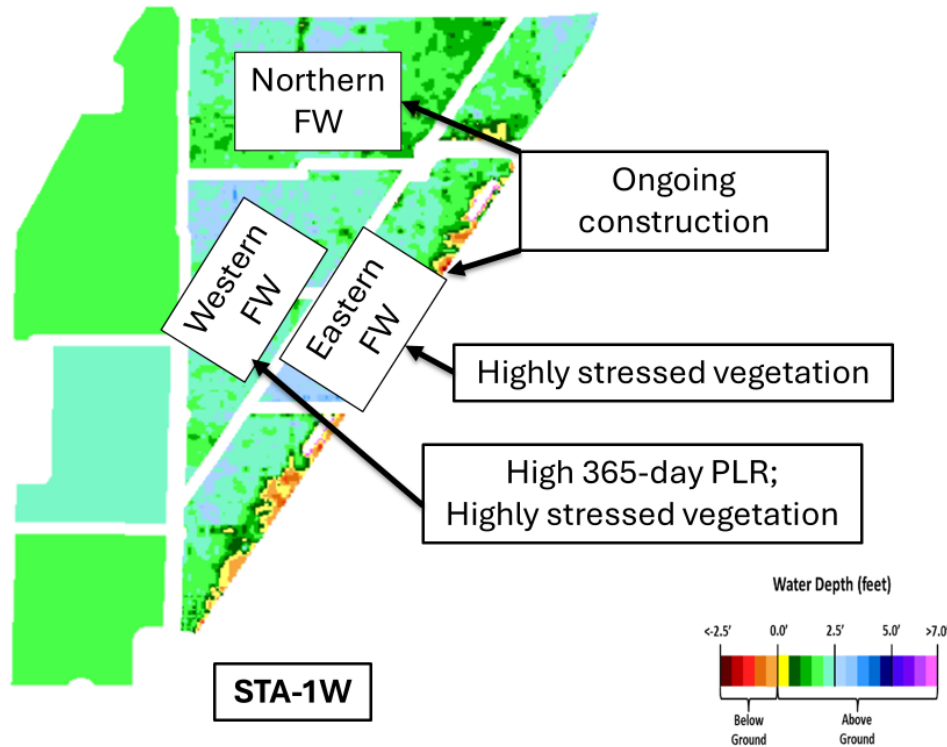 Northern
FW
Ongoing
construction
Western
FW
Eastern
FW
Highly stressed vegetation
High 365-day PLR;
Highly stressed vegetation
STA-1W
Water Depth (feet)
<-2.5' 0.0' 2.5' 5.0' >7.0'
Below
Ground
Above
Ground